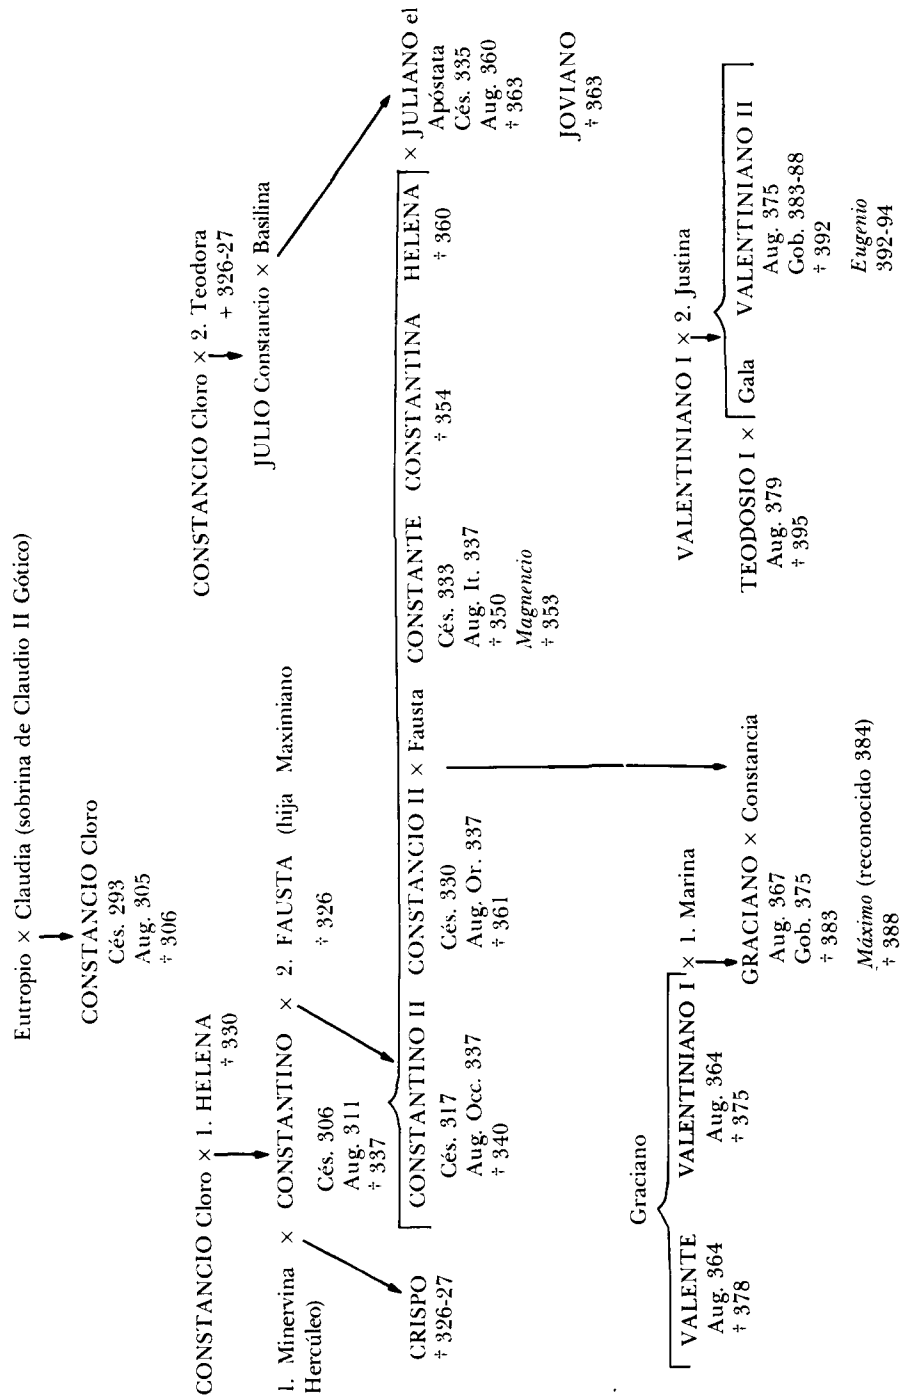 Eutropio × Claudia (sobrina de Claudio II Gótico)
CONSTANCIO Cloro
Cés. 293
Aug. 305
† 306
CONSTANCIO Cloro × 1. HELENA
† 330
CONSTANCIO Cloro × 2. Teodora
+ 326-27
1. Minervina × CONSTANTINO × 2. FAUSTA (hija Maximiano
Hercúleo)
Cés. 306
Aug. 311
† 337
† 326
JULIO Constancio × Basilina
CRISPO
† 326-27
CONSTANTINO II
Cés. 317
Aug. Occ. 337
† 340
CONSTANCIO II × Fausta
Cés. 330
Aug. Or. 337
† 361
CONSTANTE
Cés. 333
Aug. It. 337
† 350
Magnencio
† 353
CONSTANTINA
† 354
HELENA
† 360
× JULIANO el
Apóstata
Cés. 335
Aug. 360
† 363
JOVIANO
† 363
Graciano
VALENTE
Aug. 364
† 378
VALENTINIANO I × 1. Marina
Aug. 364
† 375
GRACIANO × Constancia
Aug. 367
Gob. 375
† 383
Máximo (reconocido 384)
† 388
VALENTINIANO I × 2. Justina
TEODOSIO I × Gala
Aug. 379
† 395
VALENTINIANO II
Aug. 375
Gob. 383-88
† 392
Eugenio
392-94